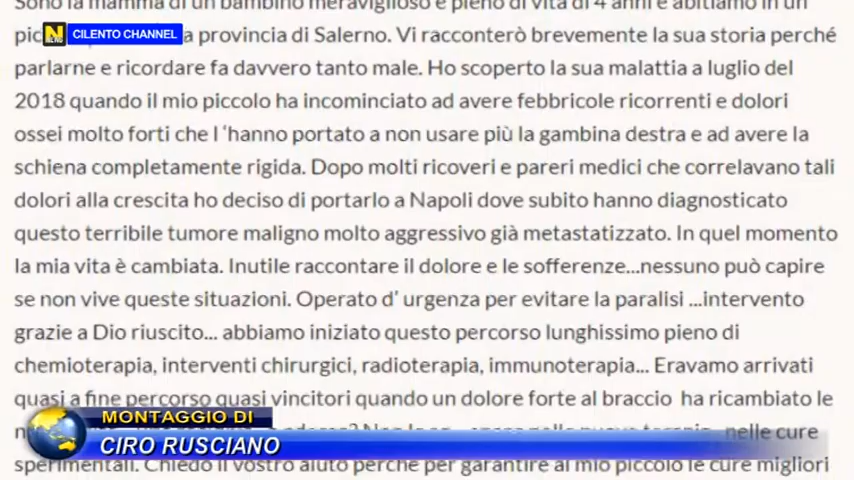 Sono la mamma di un bambino meraviglioso e pieno di vita di 4 anni e abitiamo in un
CILENTO CHANNEL
a provincia di Salerno. Vi racconterò brevemente la sua storia perché
parlarne e ricordare fa davvero tanto male. Ho scoperto la sua malattia a luglio del
2018 quando il mio piccolo ha incominciato ad avere febbricole ricorrenti e dolori
ossei molto forti che l 'hanno portato a non usare più la gambina destra e ad avere la
schiena completamente rigida. Dopo molti ricoveri e pareri medici che correlavano tali
dolori alla crescita ho deciso di portarlo a Napoli dove subito hanno diagnosticato
questo terribile tumore maligno molto aggressivo già metastatizzato. In quel momento
la mia vita è cambiata. Inutile raccontare il dolore e le sofferenze...nessuno può capire
se non vive queste situazioni. Operato d' urgenza per evitare la paralisi ...intervento
grazie a Dio riuscito... abbiamo iniziato questo percorso lunghissimo pieno di
chemioterapia, interventi chirurgici, radioterapia, immunoterapia... Eravamo arrivati
quasi a fine percorso quasi vincitori quando un dolore forte al braccio ha ricambiato le
MONTAGGIO DI
nelle cure
CIRO RUSCIANO
sperimentali. Chiedo il vostro aiuto perché per garantire al mio piccolo le cure migliori